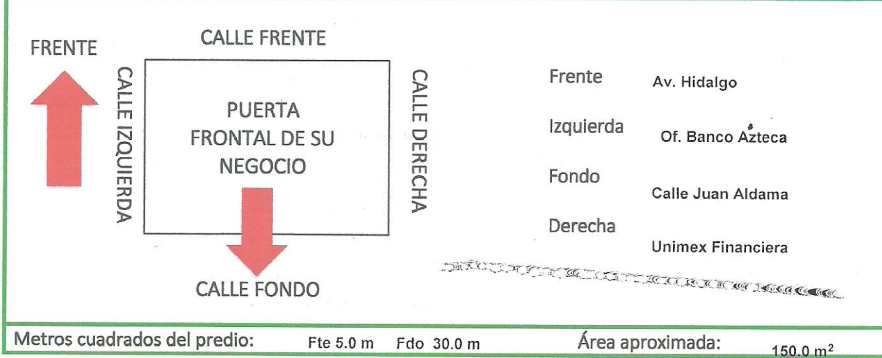 FRENTE
CALLE FRENTE
CALLE IZQUIERDA
PUERTA
FRONTAL DE SU
NEGOCIO
CALLE DERECHA
CALLE FONDO
Frente Av. Hidalgo
Izquierda Of. Banco Azteca
Fondo Calle Juan Aldama
Derecha Unimex Financiera
Metros cuadrados del predio: Fte 5.0 m Fdo 30.0 m Área aproximada: 150.0 m²